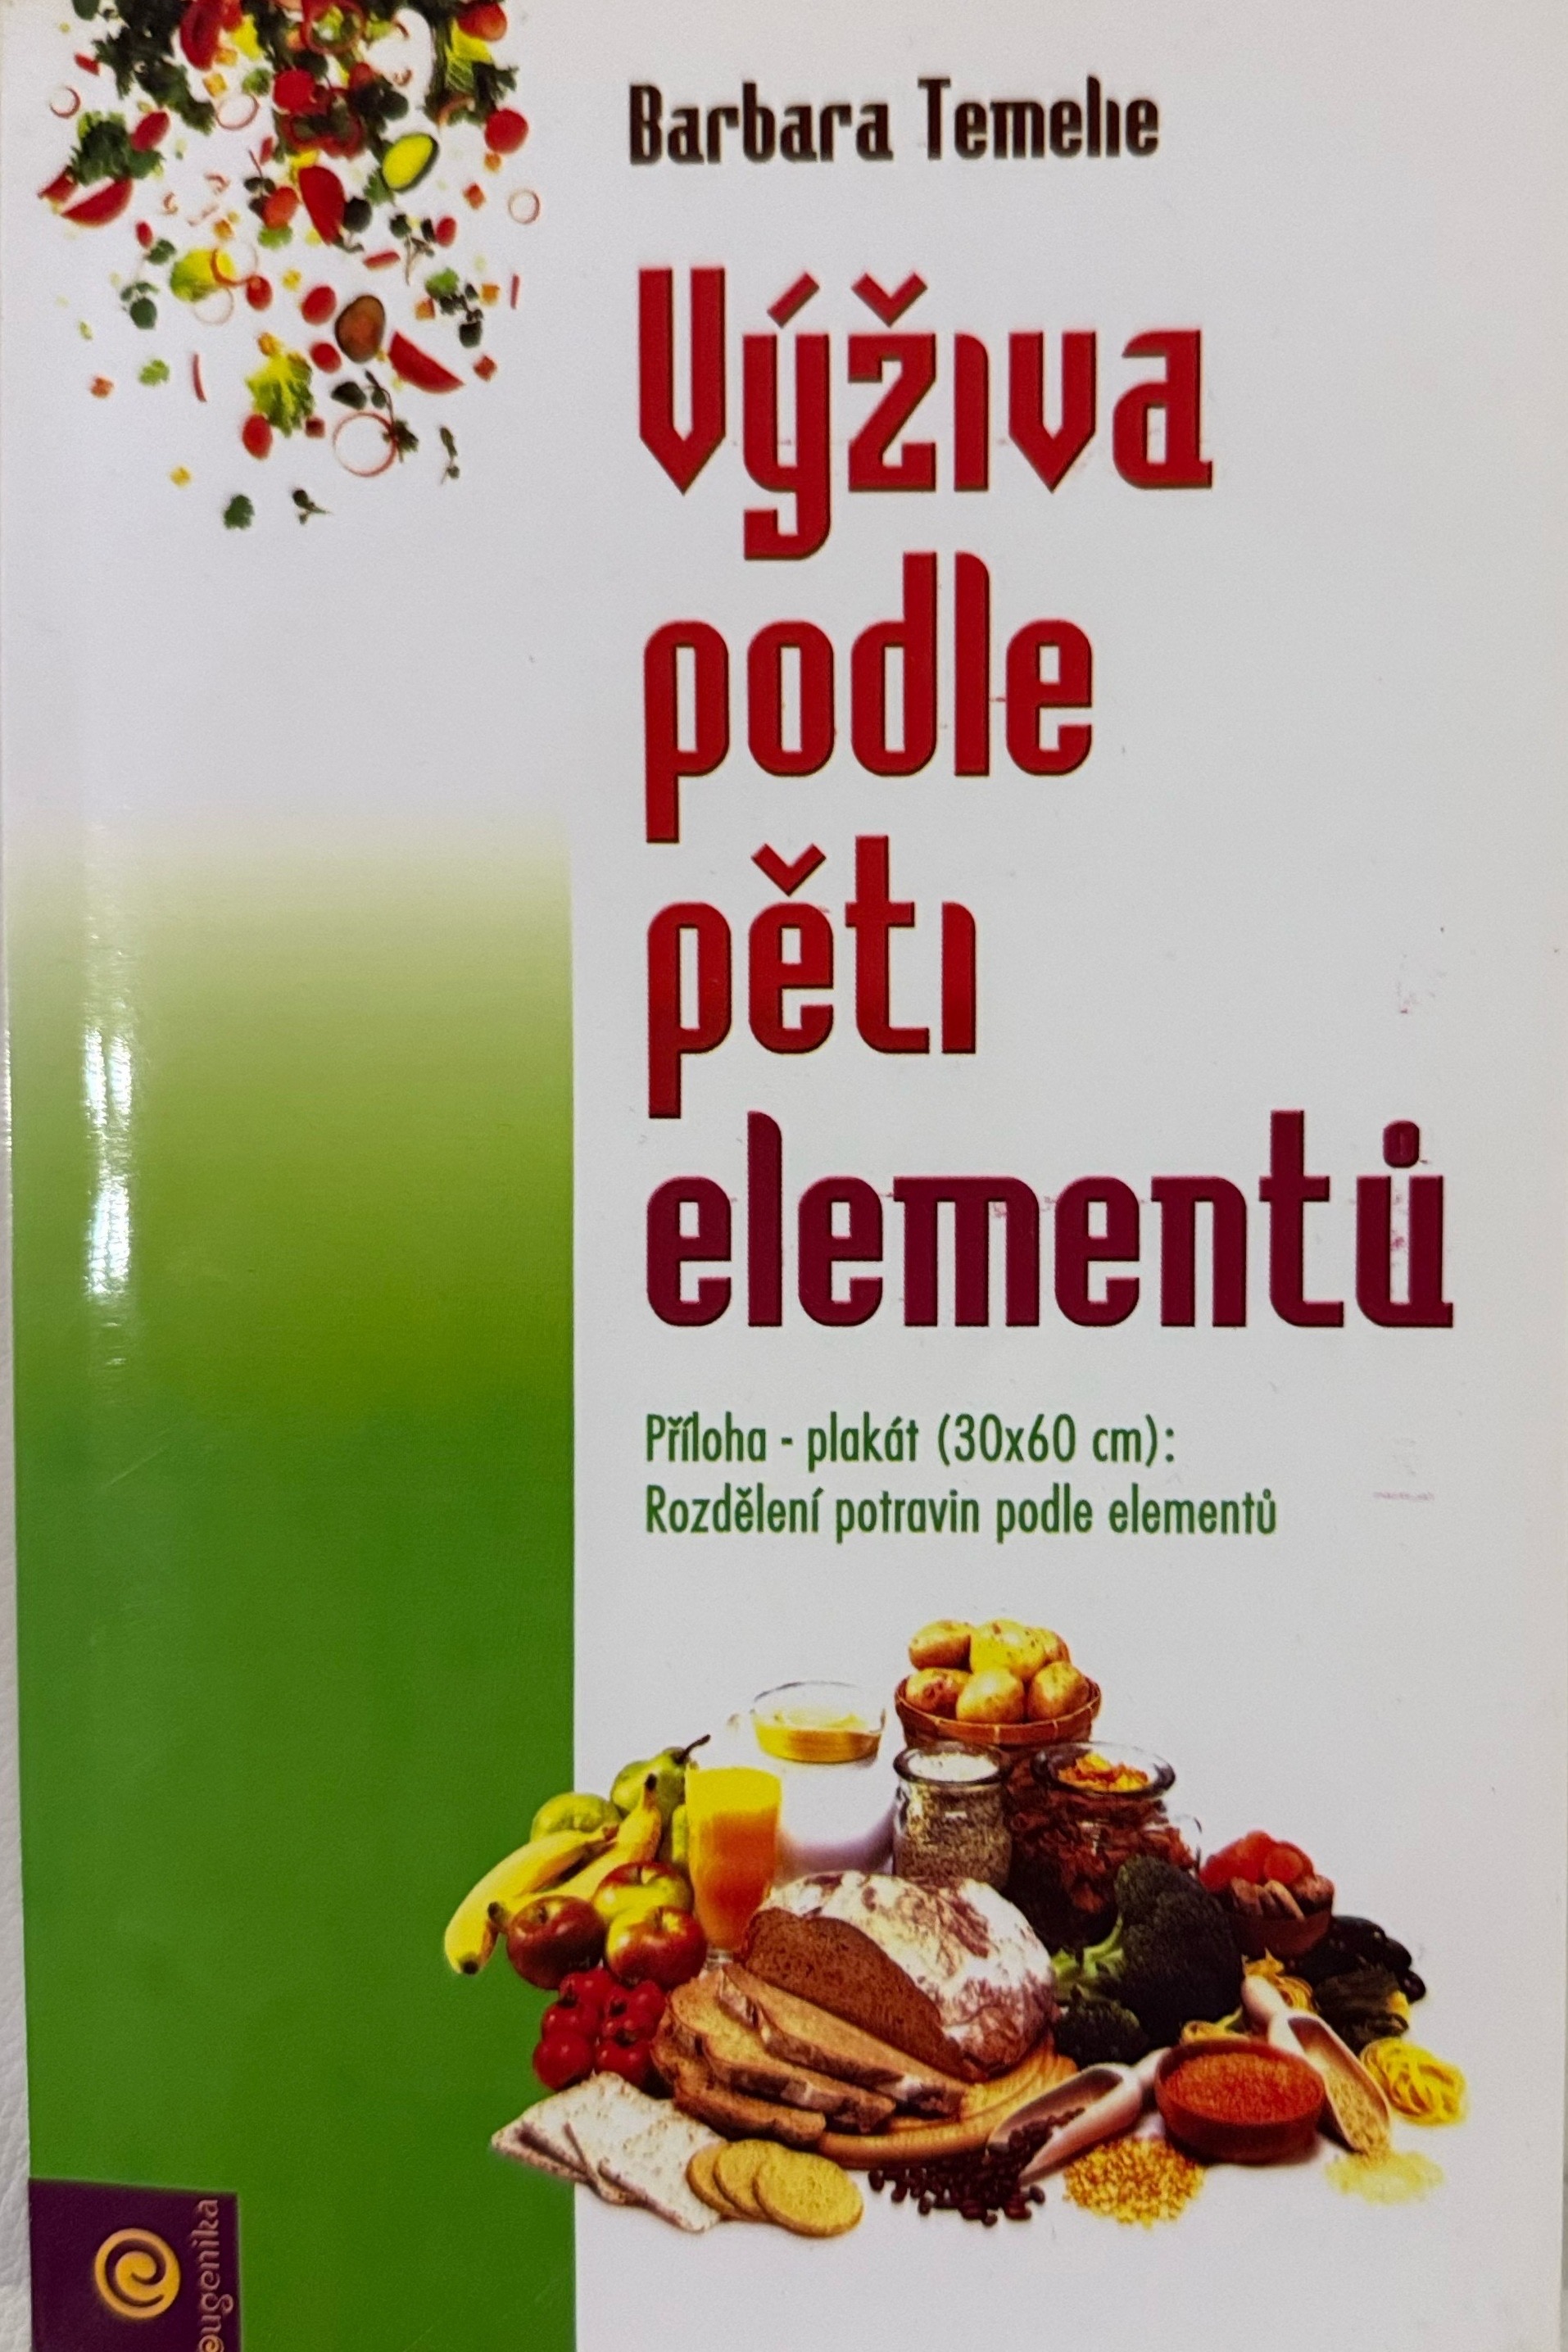 Barbara Temelie
Výživa
podle
pěti
elementů
Příloha - plakát (30x60 cm):
Rozdělení potravin podle elementů
eugenika